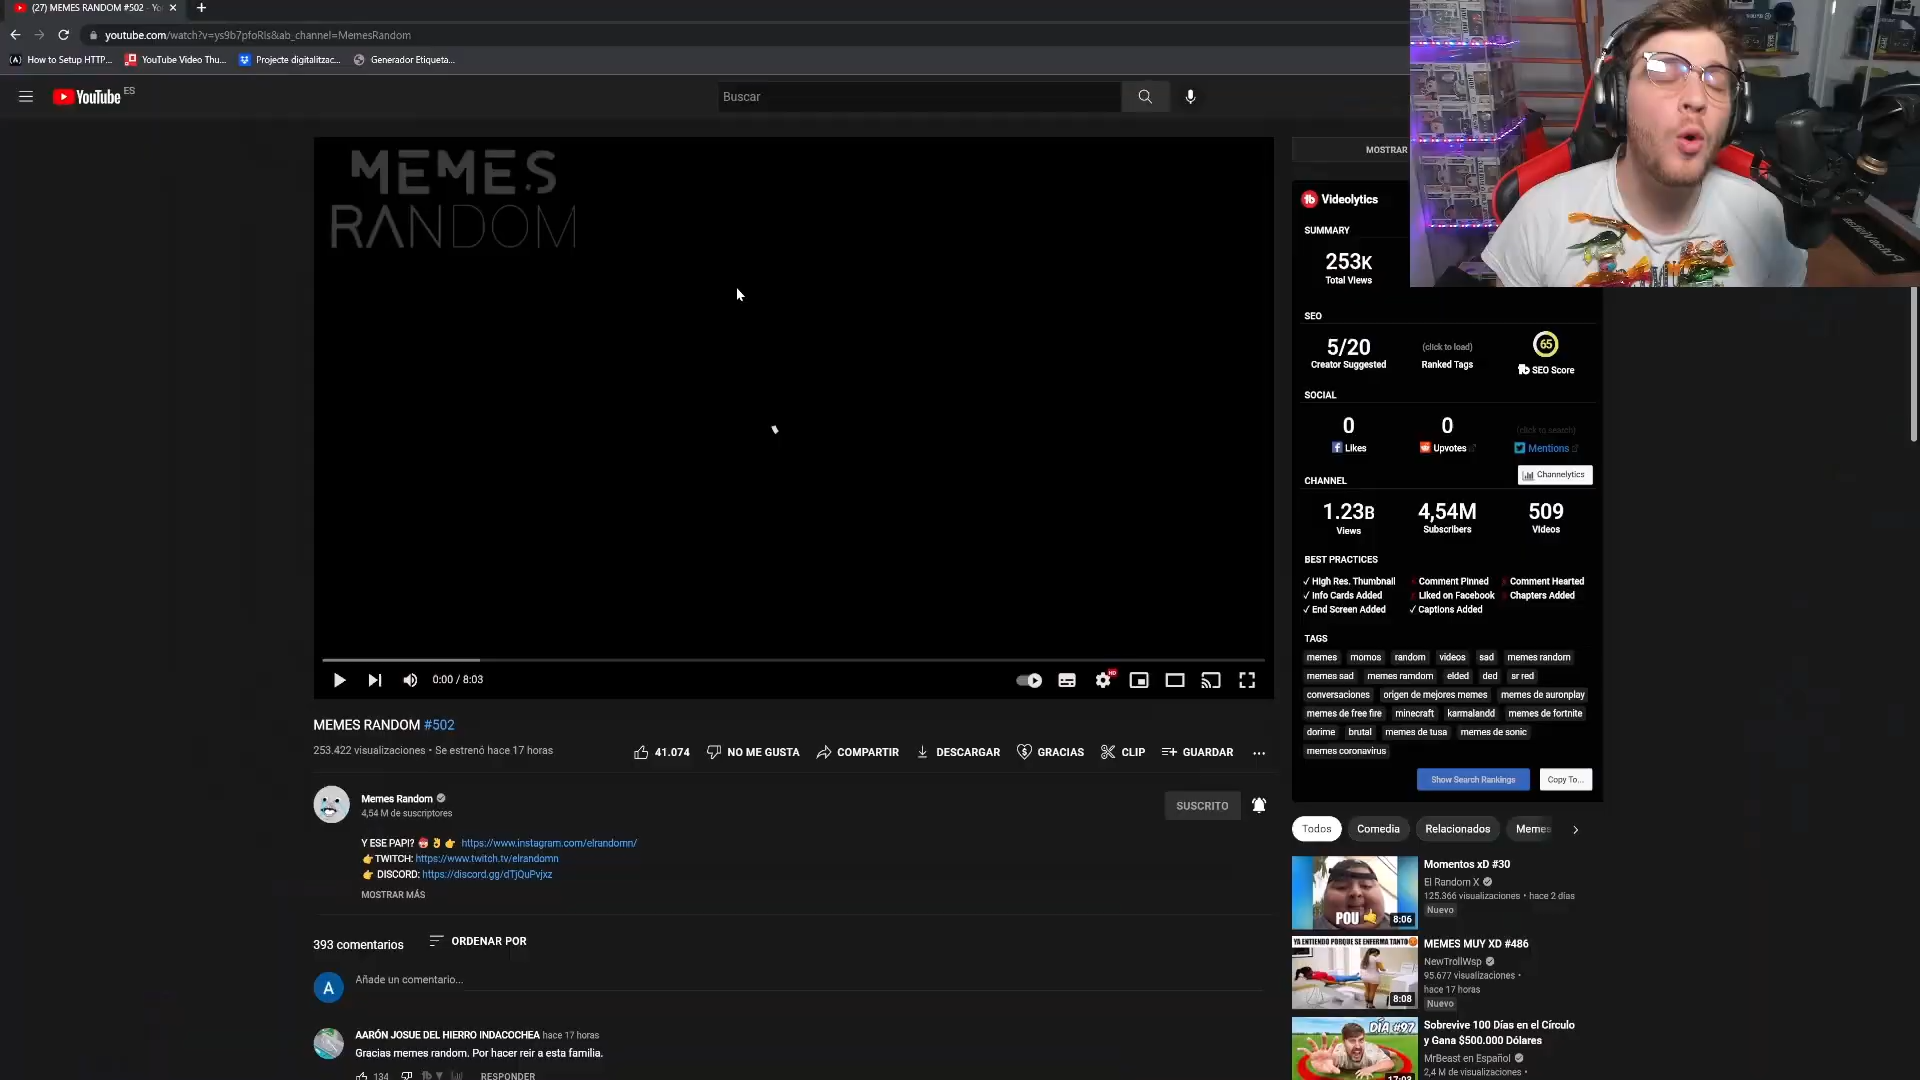 (27) MEMES RANDOM #502 - Yo
youtube.com/watch?v=ys9b7pfoRls&ab_channel=MemesRandom
How to Setup HTTP...
YouTube Video Thu...
Projecte digitalitzac...
Generador Etiqueta...
YouTube ES
Buscar
MEMES
RANDOM
0:00 / 8:03
HD
MEMES RANDOM #502
253.422 visualizaciones • Se estrenó hace 17 horas
41.074
NO ME GUSTA
COMPARTIR
DESCARGAR
GRACIAS
CLIP
GUARDAR
Memes Random
4,54 M de suscriptores
SUSCRITO
Y ESE PAPI? https://www.instagram.com/elrandomn/
TWITCH: https://www.twitch.tv/elrandomn
DISCORD: https://discord.gg/dTjQuPvjxz
MOSTRAR MÁS
393 comentarios
ORDENAR POR
A
Añade un comentario...
AARÓN JOSUE DEL HIERRO INDACOCHEA hace 17 horas
Gracias memes random. Por hacer reir a esta familia.
134
RESPONDER
MOSTRAR
tb Videolytics
SUMMARY
253K
Total Views
SEO
5/20
Creator Suggested
(click to load)
Ranked Tags
65
SEO Score
SOCIAL
0
Likes
0
Upvotes
(click to search)
Mentions
CHANNEL
Channelytics
1.23B
Views
4,54M
Subscribers
509
Videos
BEST PRACTICES
✓ High Res. Thumbnail
Comment Pinned
Comment Hearted
✓ Info Cards Added
Liked on Facebook
Chapters Added
✓ End Screen Added
✓ Captions Added
TAGS
memes momos random videos sad memes random
memes sad memes ramdom elded ded sr red
conversaciones origen de mejores memes memes de auronplay
memes de free fire minecraft karmalandd memes de fortnite
dorime brutal memes de tusa memes de sonic
memes coronavirus
Show Search Rankings
Copy To...
Todos
Comedia
Relacionados
Memes
POU
8:06
Momentos xD #30
El Random X
125.366 visualizaciones • hace 2 días
Nuevo
YA ENTIENDO PORQUE SE ENFERMA TANTO
8:08
MEMES MUY XD #486
NewTrollWsp
95.677 visualizaciones •
hace 17 horas
Nuevo
DÍA #97
17:03
Sobrevive 100 Días en el Círculo
y Gana $500.000 Dólares
MrBeast en Español
2,4 M de visualizaciones •